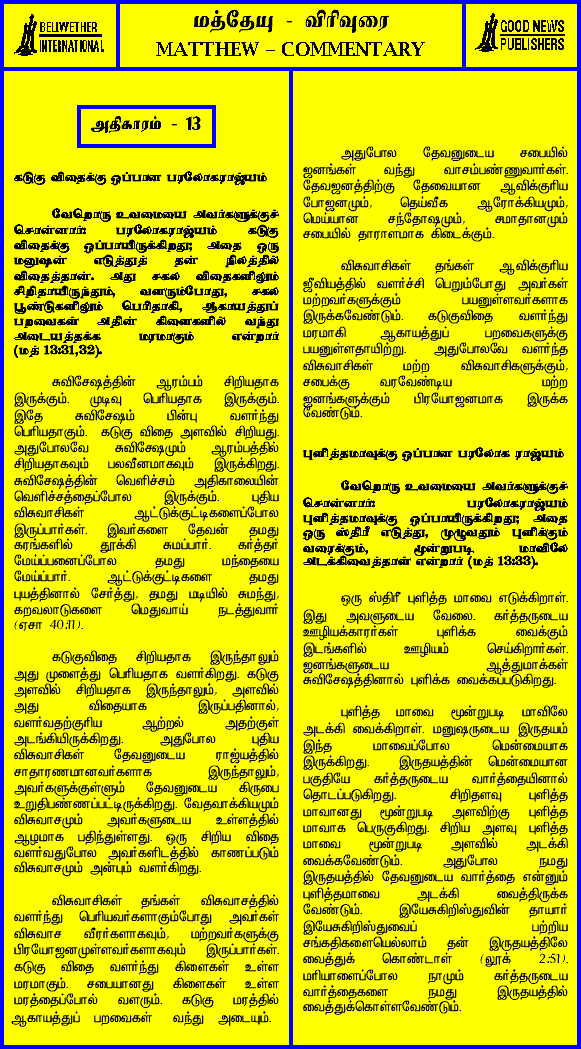 BELIWETHER
INTERNATIONAL
மத்தேயு - விரிவுரை
MATTHEW – COMMENTARY
GOOD NEWS
PUBLISHERS
அதிகாரம் - 13
கடுகு விதைக்கு ஒப்பான பரலோகராஜ்யம்
வேறொரு உவமையை அவர்களுக்குச்
சொன்னார்: பரலோகராஜ்யம் கடுகு
விதைக்கு ஒப்பாயிருக்கிறது; அதை ஒரு
மனுஷன் எடுத்துத் தன் நிலத்தில்
விதைத்தான். அது சகல விதைகளிலும்
சிறிதாயிருந்தும், வளரும்போது, சகல
பூண்டுகளிலும் பெரிதாகி, ஆகாயத்துப்
பறவைகள் அதின் கிளைகளில் வந்து
அடையத்தக்க மரமாகும் என்றார்
(மத் 13:31,32).
சுவிசேஷத்தின் ஆரம்பம் சிறியதாக
இருக்கும். முடிவு பெரியதாக இருக்கும்.
இதே சுவிசேஷம் பின்பு வளர்ந்து
பெரியதாகும். கடுகு விதை அளவில் சிறியது.
அதுபோலவே சுவிசேஷமும் ஆரம்பத்தில்
சிறியதாகவும் பலவீனமாகவும் இருக்கிறது.
சுவிசேஷத்தின் வெளிச்சம் அதிகாலையின்
வெளிச்சத்தைப்போல இருக்கும். புதிய
விசுவாசிகள் ஆட்டுக்குட்டிகளைப்போல
இருப்பார்கள். இவர்களை தேவன் தமது
கரங்களில் தூக்கி சுமப்பார். கர்த்தர்
மேய்ப்பனைப்போல தமது மந்தையை
மேய்ப்பார். ஆட்டுக்குட்டிகளை தமது
புயத்தினால் சேர்த்து, தமது மடியில் சுமந்து,
கறவலாடுகளை மெதுவாய் நடத்துவார்
(ஏசா 40:11).
கடுகுவிதை சிறியதாக இருந்தாலும்
அது முளைத்து பெரியதாக வளர்கிறது. கடுகு
அளவில் சிறியதாக இருந்தாலும், அளவில்
அது விதையாக இருப்பதினால்,
வளர்வதற்குரிய ஆற்றல் அதற்குள்
அடங்கியிருக்கிறது. அதுபோல புதிய
விசுவாசிகள் தேவனுடைய ராஜ்யத்தில்
சாதாரணமானவர்களாக இருந்தாலும்,
அவர்களுக்குள்ளும் தேவனுடைய கிருபை
உறுதிபண்ணப்பட்டிருக்கிறது. வேதவாக்கியமும்
விசுவாசமும் அவர்களுடைய உள்ளத்தில்
ஆழமாக பதிந்துள்ளது. ஒரு சிறிய விதை
வளர்வதுபோல அவர்களிடத்தில் காணப்படும்
விசுவாசமும் அன்பும் வளர்கிறது.
விசுவாசிகள் தங்கள் விசுவாசத்தில்
வளர்ந்து பெரியவர்களாகும்போது அவர்கள்
விசுவாச வீரர்களாகவும், மற்றவர்களுக்கு
பிரயோஜனமுள்ளவர்களாகவும் இருப்பார்கள்.
கடுகு விதை வளர்ந்து கிளைகள் உள்ள
மரமாகும். சபையானது கிளைகள் உள்ள
மரத்தைப்போல் வளரும். கடுகு மரத்தில்
ஆகாயத்துப் பறவைகள் வந்து அடையும்.
அதுபோல தேவனுடைய சபையில்
ஜனங்கள் வந்து வாசம்பண்ணுவார்கள்.
தேவஜனத்திற்கு தேவையான ஆவிக்குரிய
போஜனமும், தெய்வீக ஆரோக்கியமும்,
மெய்யான சந்தோஷமும், சமாதானமும்
சபையில் தாராளமாக கிடைக்கும்.
விசுவாசிகள் தங்கள் ஆவிக்குரிய
ஜீவியத்தில் வளர்ச்சி பெறும்போது அவர்கள்
மற்றவர்களுக்கும் பயனுள்ளவர்களாக
இருக்கவேண்டும். கடுகுவிதை வளர்ந்து
மரமாகி ஆகாயத்துப் பறவைகளுக்கு
பயனுள்ளதாயிற்று. அதுபோலவே வளர்ந்த
விசுவாசிகள் மற்ற விசுவாசிகளுக்கும்,
சபைக்கு வரவேண்டிய மற்ற
ஜனங்களுக்கும் பிரயோஜனமாக இருக்க
வேண்டும்.
புளித்தமாவுக்கு ஒப்பான பரலோக ராஜ்யம்
வேறொரு உவமையை அவர்களுக்குச்
சொன்னார்: பரலோகராஜ்யம்
புளித்தமாவுக்கு ஒப்பாயிருக்கிறது; அதை
ஒரு ஸ்திரீ எடுத்து, முழுவதும் புளிக்கும்
வரைக்கும், மூன்றுபடி மாவிலே
அடக்கிவைத்தாள் என்றார் (மத் 13:33).
ஒரு ஸ்திரீ புளித்த மாவை எடுக்கிறாள்.
இது அவளுடைய வேலை. கர்த்தருடைய
ஊழியக்காரர்கள் புளிக்க வைக்கும்
இடங்களில் ஊழியம் செய்கிறார்கள்.
ஜனங்களுடைய ஆத்துமாக்கள்
சுவிசேஷத்தினால் புளிக்க வைக்கப்படுகிறது.
புளித்த மாவை மூன்றுபடி மாவிலே
அடக்கி வைக்கிறாள். மனுஷருடைய இருதயம்
இந்த மாவைப்போல மென்மையாக
இருக்கிறது. இருதயத்தின் மென்மையான
பகுதியே கர்த்தருடைய வார்த்தையினால்
தொடப்படுகிறது. சிறிதளவு புளித்த
மாவானது மூன்றுபடி அளவிற்கு புளித்த
மாவாக பெருகுகிறது. சிறிய அளவு புளித்த
மாவை மூன்றுபடி அளவில் அடக்கி
வைக்கவேண்டும். அதுபோல நமது
இருதயத்தில் தேவனுடைய வார்த்தை என்னும்
புளித்தமாவை அடக்கி வைத்திருக்க
வேண்டும். இயேசுகிறிஸ்துவின் தாயார்
இயேசுகிறிஸ்துவைப் பற்றிய
சங்கதிகளையெல்லாம் தன் இருதயத்திலே
வைத்துக் கொண்டாள் (லூக் 2:51).
மரியாளைப்போல நாமும் கர்த்தருடைய
வார்த்தைகளை நமது இருதயத்தில்
வைத்துக்கொள்ளவேண்டும்.